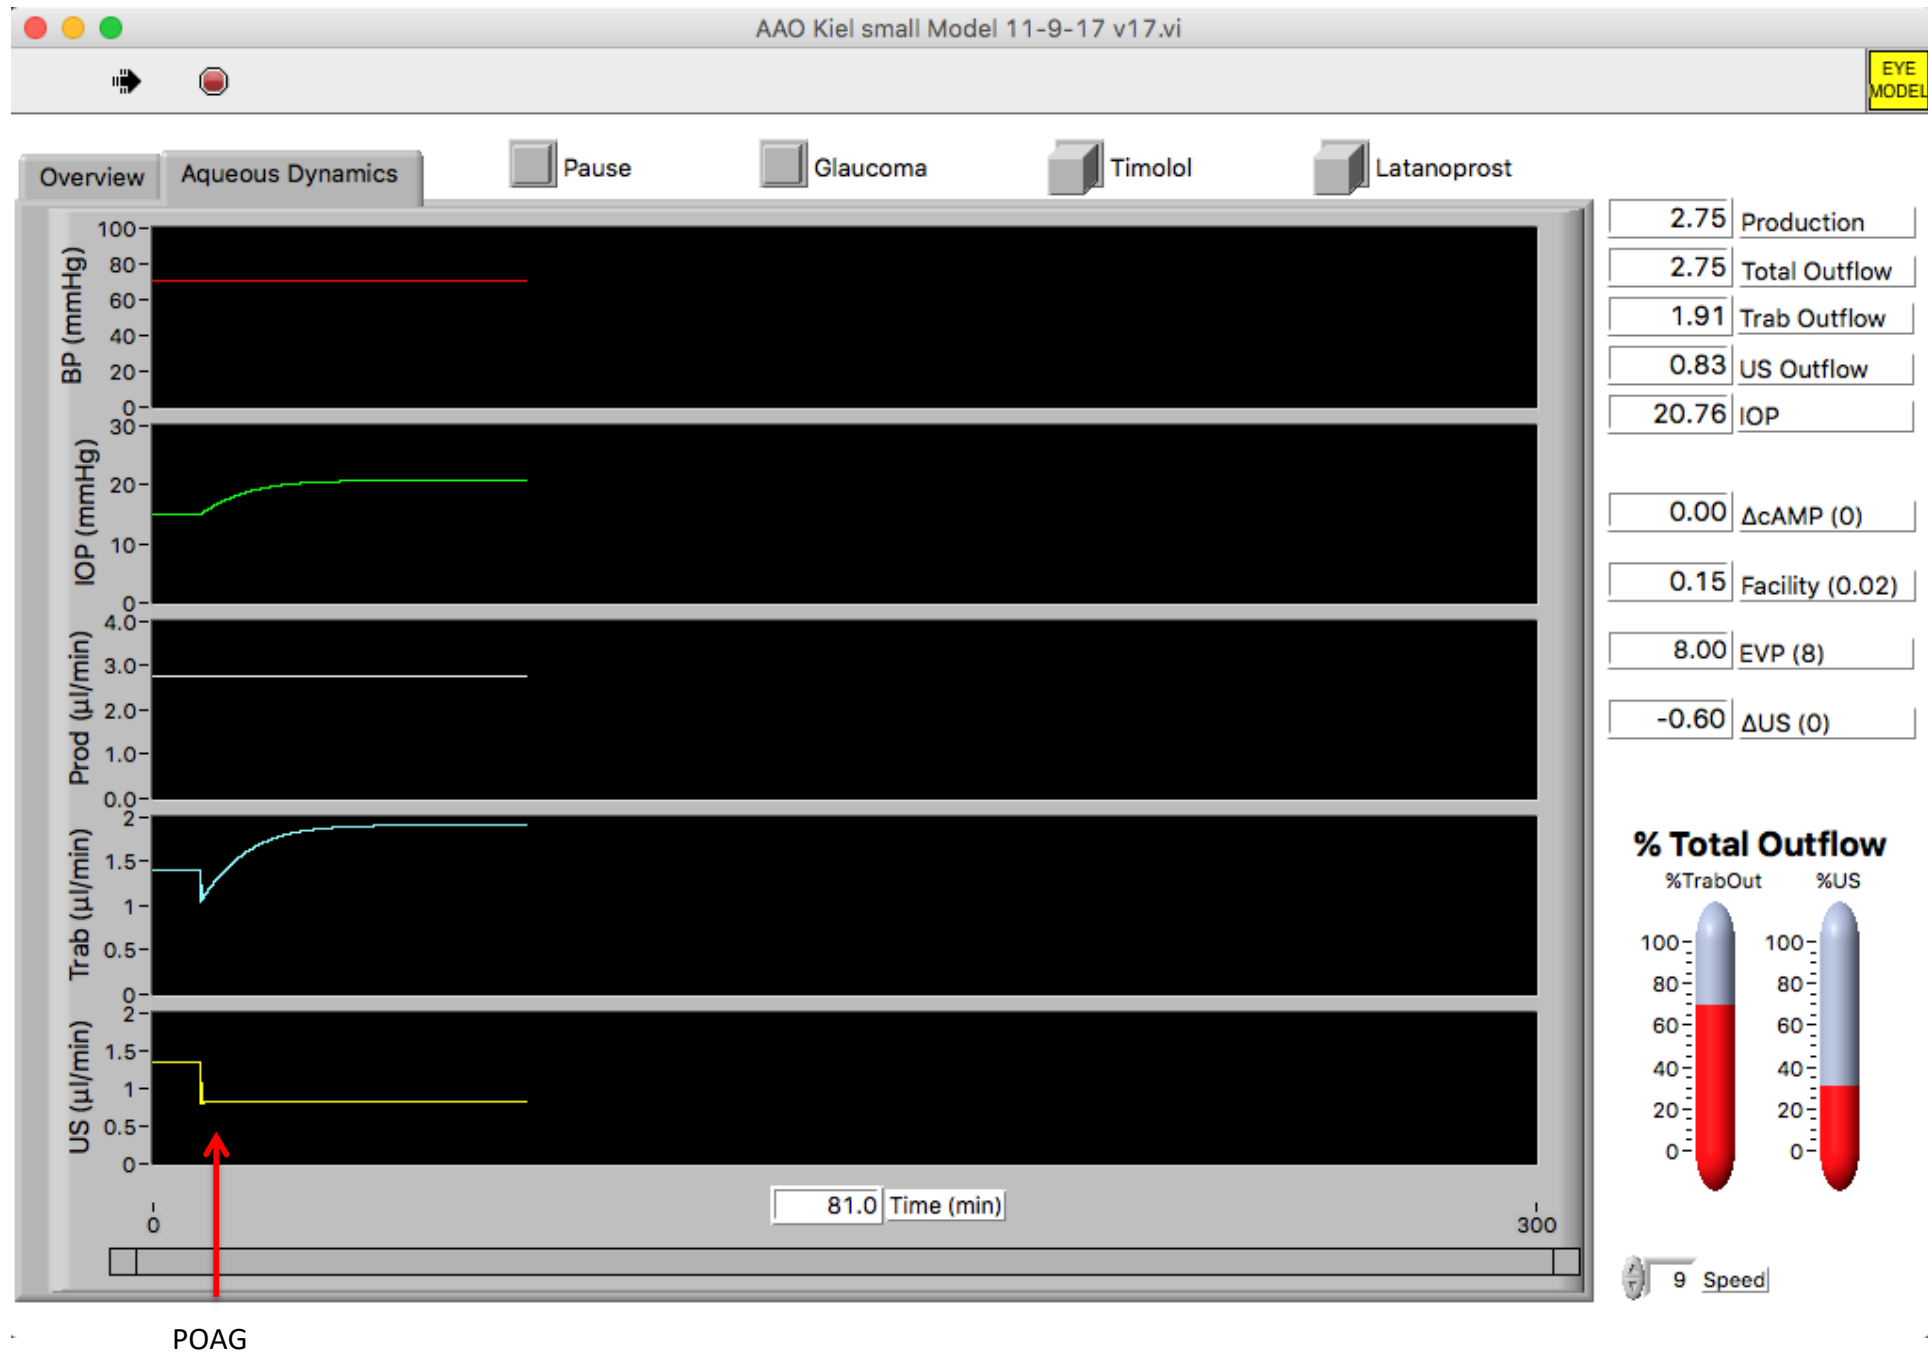 AAO Kiel small Model 11-9-17 v17.vi
EYE
MODEL
Overview
Aqueous Dynamics
Pause
Glaucoma
Timolol
Latanoprost
BP (mmHg)
100
80
60
40
20
0
IOP (mmHg)
30
20
10
0
Prod (µl/min)
4.0
3.0
2.0
1.0
0.0
Trab (µl/min)
2
1.5
1
0.5
0
US (µl/min)
2
1.5
1
0.5
0
0
300
81.0 Time (min)
2.75 Production
2.75 Total Outflow
1.91 Trab Outflow
0.83 US Outflow
20.76 IOP
0.00 ΔcAMP (0)
0.15 Facility (0.02)
8.00 EVP (8)
-0.60 ΔUS (0)
% Total Outflow
%TrabOut
%US
100
80
60
40
20
0
100
80
60
40
20
0
9 Speed
POAG